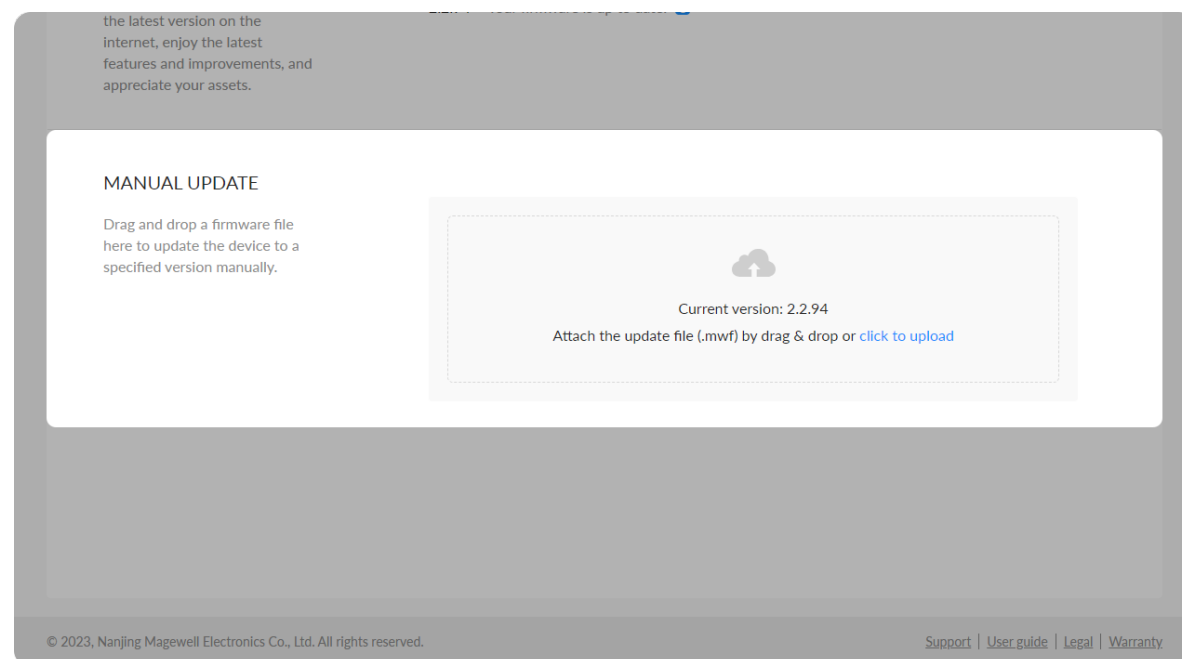 the latest version on the
internet, enjoy the latest
features and improvements, and
appreciate your assets.
MANUAL UPDATE
Drag and drop a firmware file
here to update the device to a
specified version manually.
Current version: 2.2.94
Attach the update file (.mwf) by drag & drop or click to upload
© 2023, Nanjing Magewell Electronics Co., Ltd. All rights reserved.
Support | User guide | Legal | Warranty